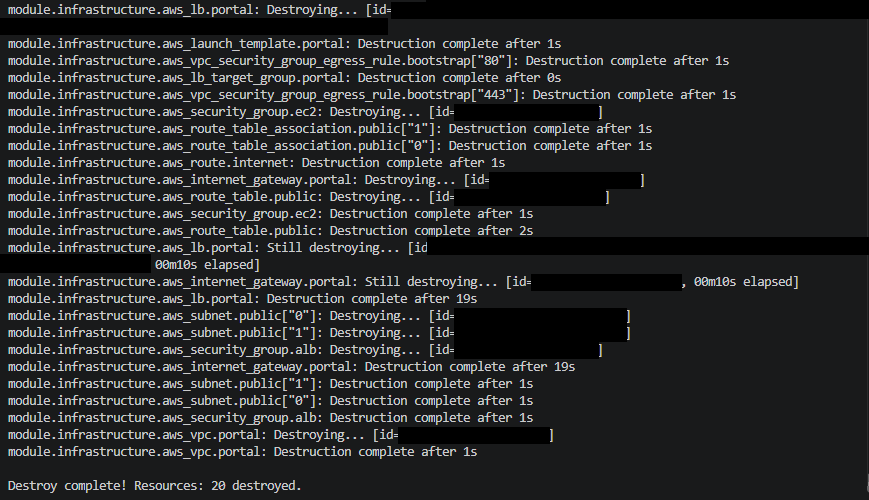 module.infrastructure.aws_lb.portal: Destroying... [id=
module.infrastructure.aws_launch_template.portal: Destruction complete after 1s
module.infrastructure.aws_vpc_security_group_egress_rule.bootstrap["80"]: Destruction complete after 1s
module.infrastructure.aws_lb_target_group.portal: Destruction complete after 0s
module.infrastructure.aws_vpc_security_group_egress_rule.bootstrap["443"]: Destruction complete after 1s
module.infrastructure.aws_security_group.ec2: Destroying... [id= ]
module.infrastructure.aws_route_table_association.public["1"]: Destruction complete after 1s
module.infrastructure.aws_route_table_association.public["0"]: Destruction complete after 1s
module.infrastructure.aws_route.internet: Destruction complete after 1s
module.infrastructure.aws_internet_gateway.portal: Destroying... [id= ]
module.infrastructure.aws_route_table.public: Destroying... [id= ]
module.infrastructure.aws_security_group.ec2: Destruction complete after 1s
module.infrastructure.aws_route_table.public: Destruction complete after 2s
module.infrastructure.aws_lb.portal: Still destroying... [id
00m10s elapsed]
module.infrastructure.aws_internet_gateway.portal: Still destroying... [id= , 00m10s elapsed]
module.infrastructure.aws_lb.portal: Destruction complete after 19s
module.infrastructure.aws_subnet.public["0"]: Destroying... [id= ]
module.infrastructure.aws_subnet.public["1"]: Destroying... [id= ]
module.infrastructure.aws_security_group.alb: Destroying... [id= ]
module.infrastructure.aws_internet_gateway.portal: Destruction complete after 19s
module.infrastructure.aws_subnet.public["1"]: Destruction complete after 1s
module.infrastructure.aws_subnet.public["0"]: Destruction complete after 1s
module.infrastructure.aws_security_group.alb: Destruction complete after 1s
module.infrastructure.aws_vpc.portal: Destroying... [id= ]
module.infrastructure.aws_vpc.portal: Destruction complete after 1s
Destroy complete! Resources: 20 destroyed.